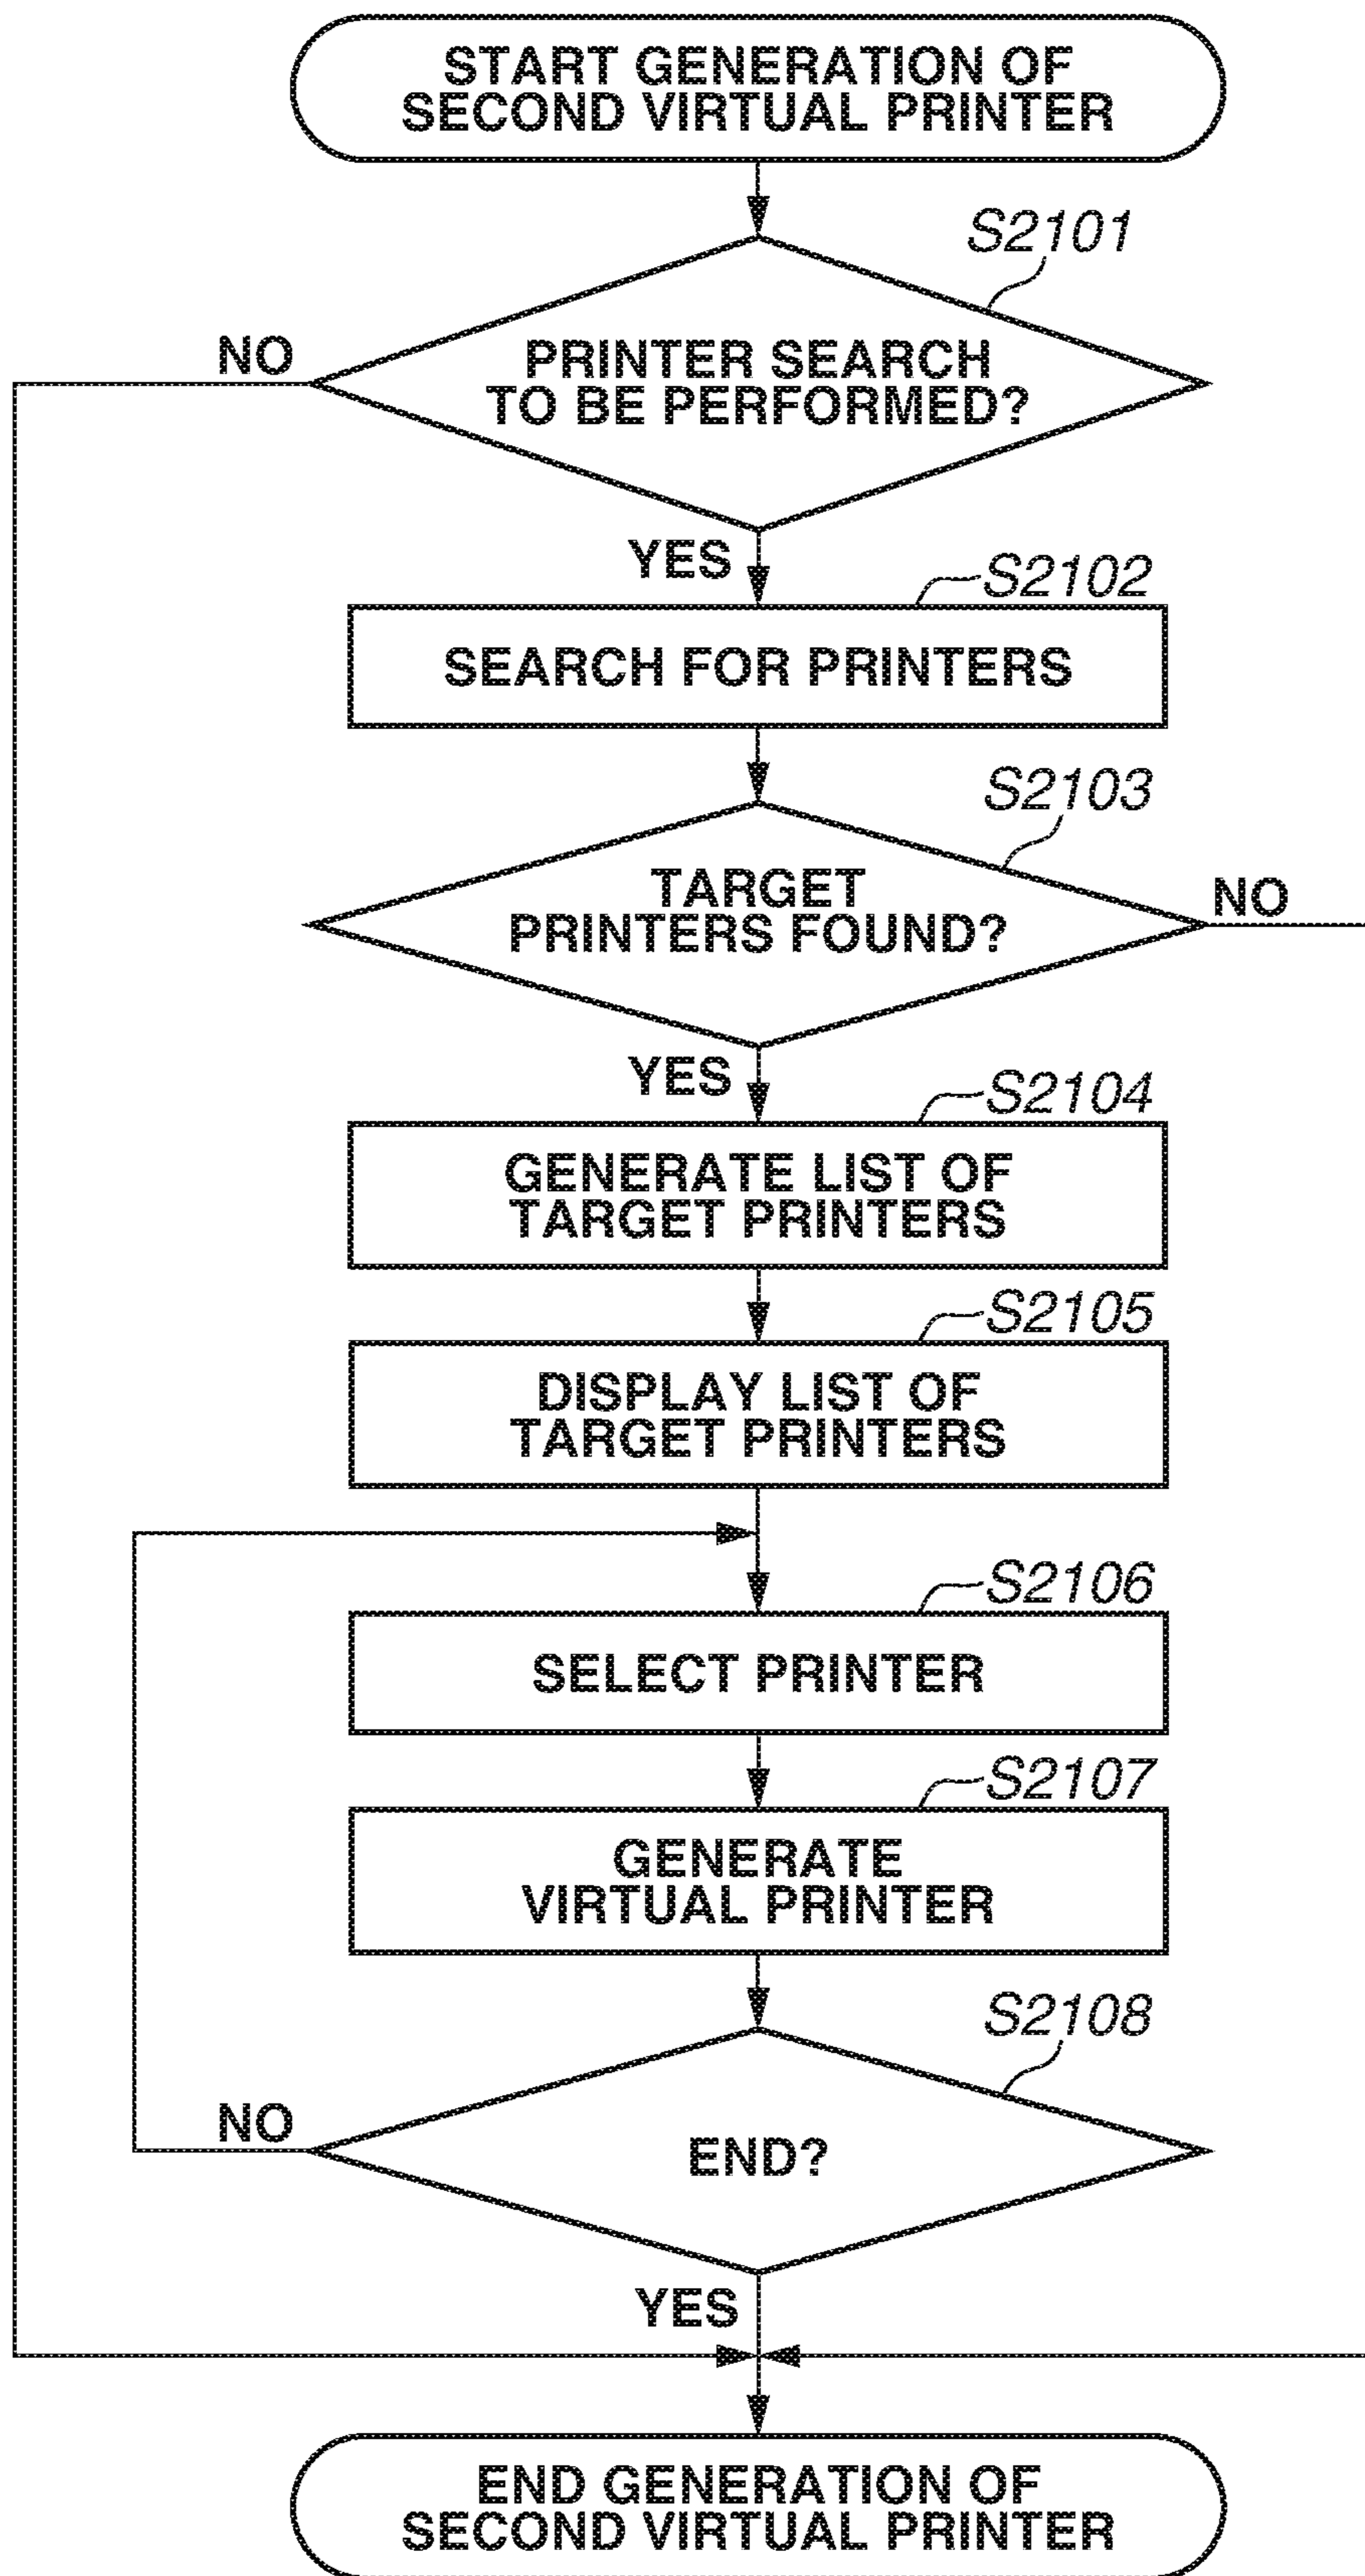 START GENERATION OF
SECOND VIRTUAL PRINTER
S2101
NO
PRINTER SEARCH
TO BE PERFORMED?
YES
S2102
SEARCH FOR PRINTERS
S2103
TARGET
PRINTERS FOUND?
NO
YES
S2104
GENERATE LIST OF
TARGET PRINTERS
S2105
DISPLAY LIST OF
TARGET PRINTERS
S2106
SELECT PRINTER
S2107
GENERATE
VIRTUAL PRINTER
S2108
NO
END?
YES
END GENERATION OF
SECOND VIRTUAL PRINTER